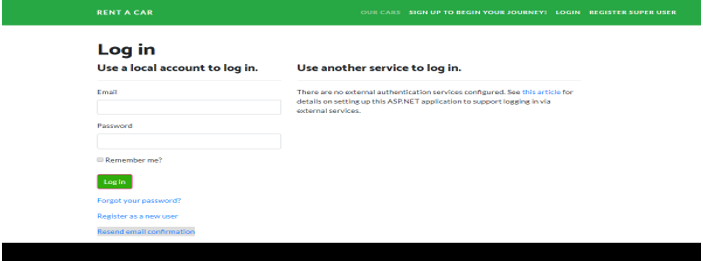 RENT A CAR
OUR CARS SIGN UP TO BEGIN YOUR JOURNEY! LOGIN REGISTER SUPER USER
Log in
Use a local account to log in.
Email
Password
Remember me?
Log in
Forgot your password?
Register as a new user
Resend email confirmation
Use another service to log in.
There are no external authentication services configured. See this article for
details on setting up this ASP.NET application to support logging in via
external services.